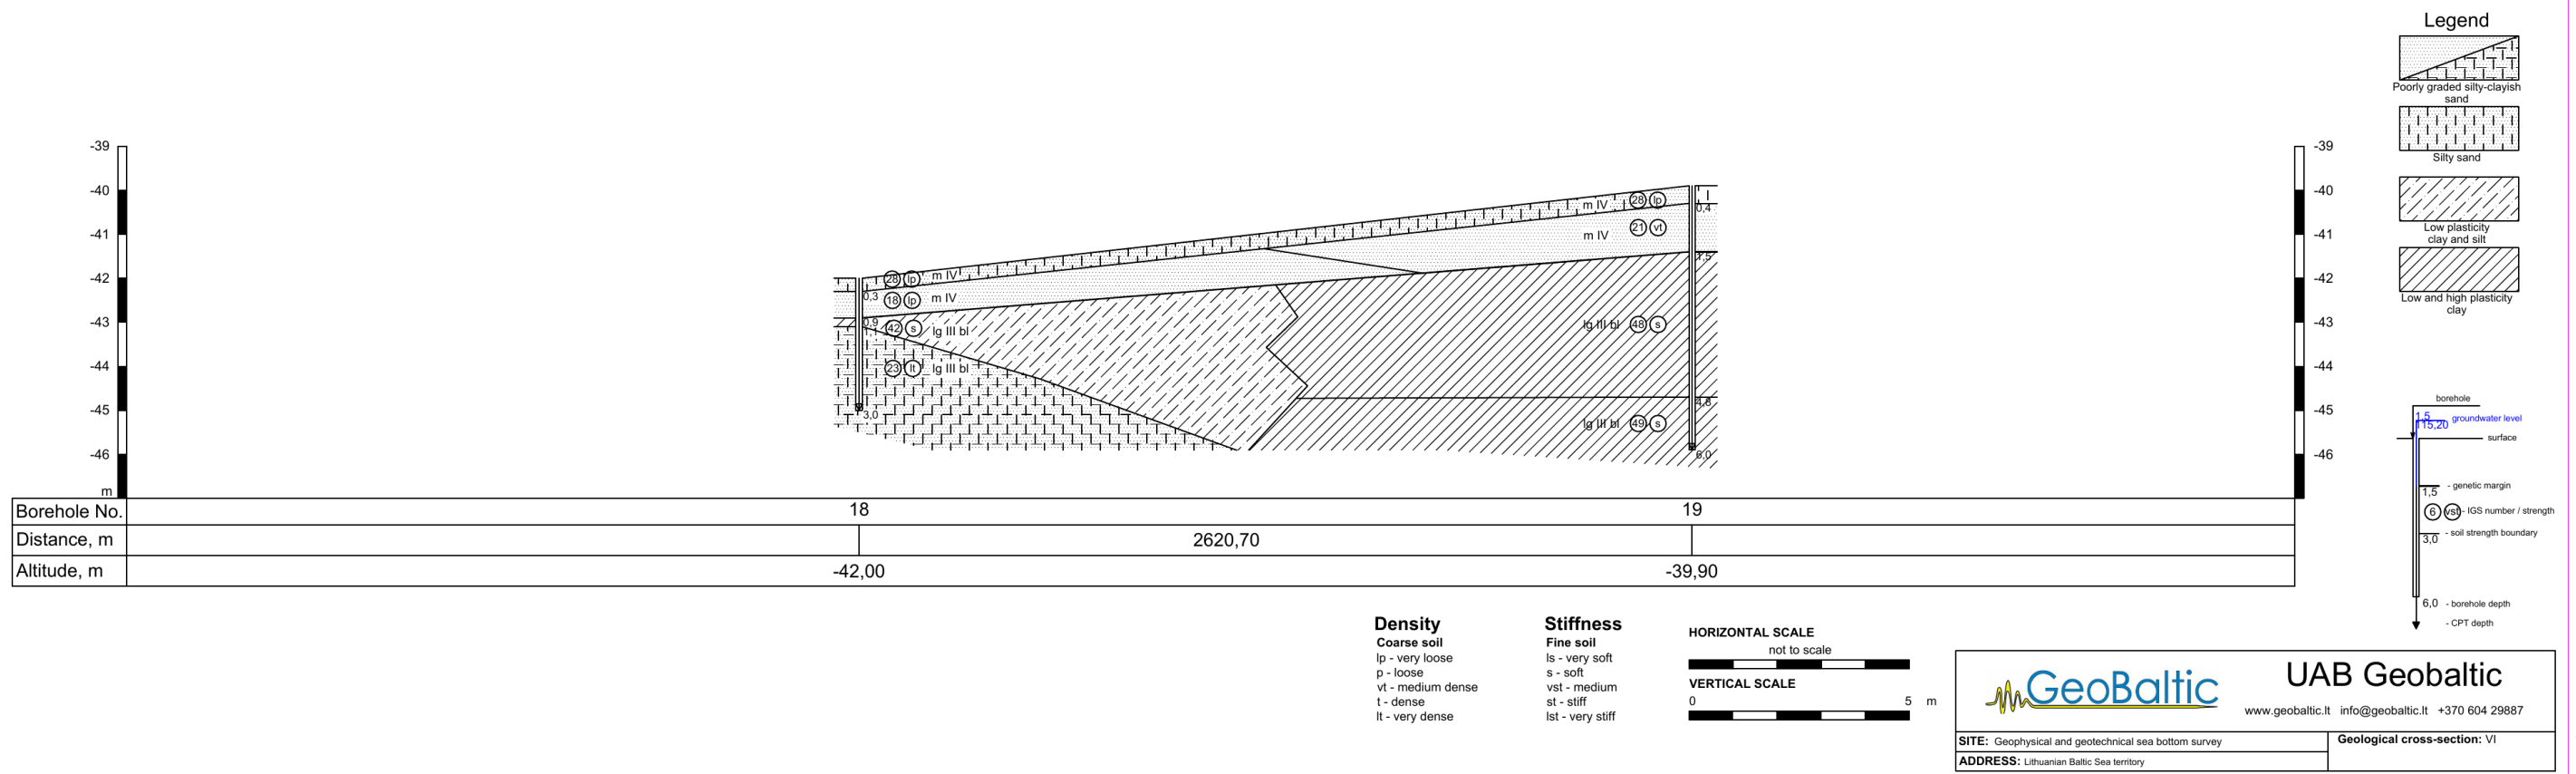 Legend
Poorly graded silty-clayish
sand
Silty sand
Low plasticity
clay and silt
Low and high plasticity
clay
-39
-40
-41
-42
-43
-44
-45
-46
m
-39
-40
-41
-42
-43
-44
-45
-46
m IV 28 lp
0,4
m IV 21 vt
1,5
lg III bl 48 s
4,8
lg III bl 49 s
6,0
28 lp m IV
0,3
18 lp m IV
0,9
1,1
42 s lg III bl
23 lt lg III bl
3,0
borehole
1,5
115,20
groundwater level
surface
1,5
- genetic margin
6 vst - IGS number / strength
3,0
- soil strength boundary
6,0 - borehole depth
- CPT depth
Borehole No. 18 19
Distance, m 2620,70
Altitude, m -42,00 -39,90
Density
Coarse soil
lp - very loose
p - loose
vt - medium dense
t - dense
lt - very dense
Stiffness
Fine soil
ls - very soft
s - soft
vst - medium
st - stiff
lst - very stiff
HORIZONTAL SCALE
not to scale
VERTICAL SCALE
0 5 m
GeoBaltic
UAB Geobaltic
www.geobaltic.lt info@geobaltic.lt +370 604 29887
SITE: Geophysical and geotechnical sea bottom survey
Geological cross-section: VI
ADDRESS: Lithuanian Baltic Sea territory